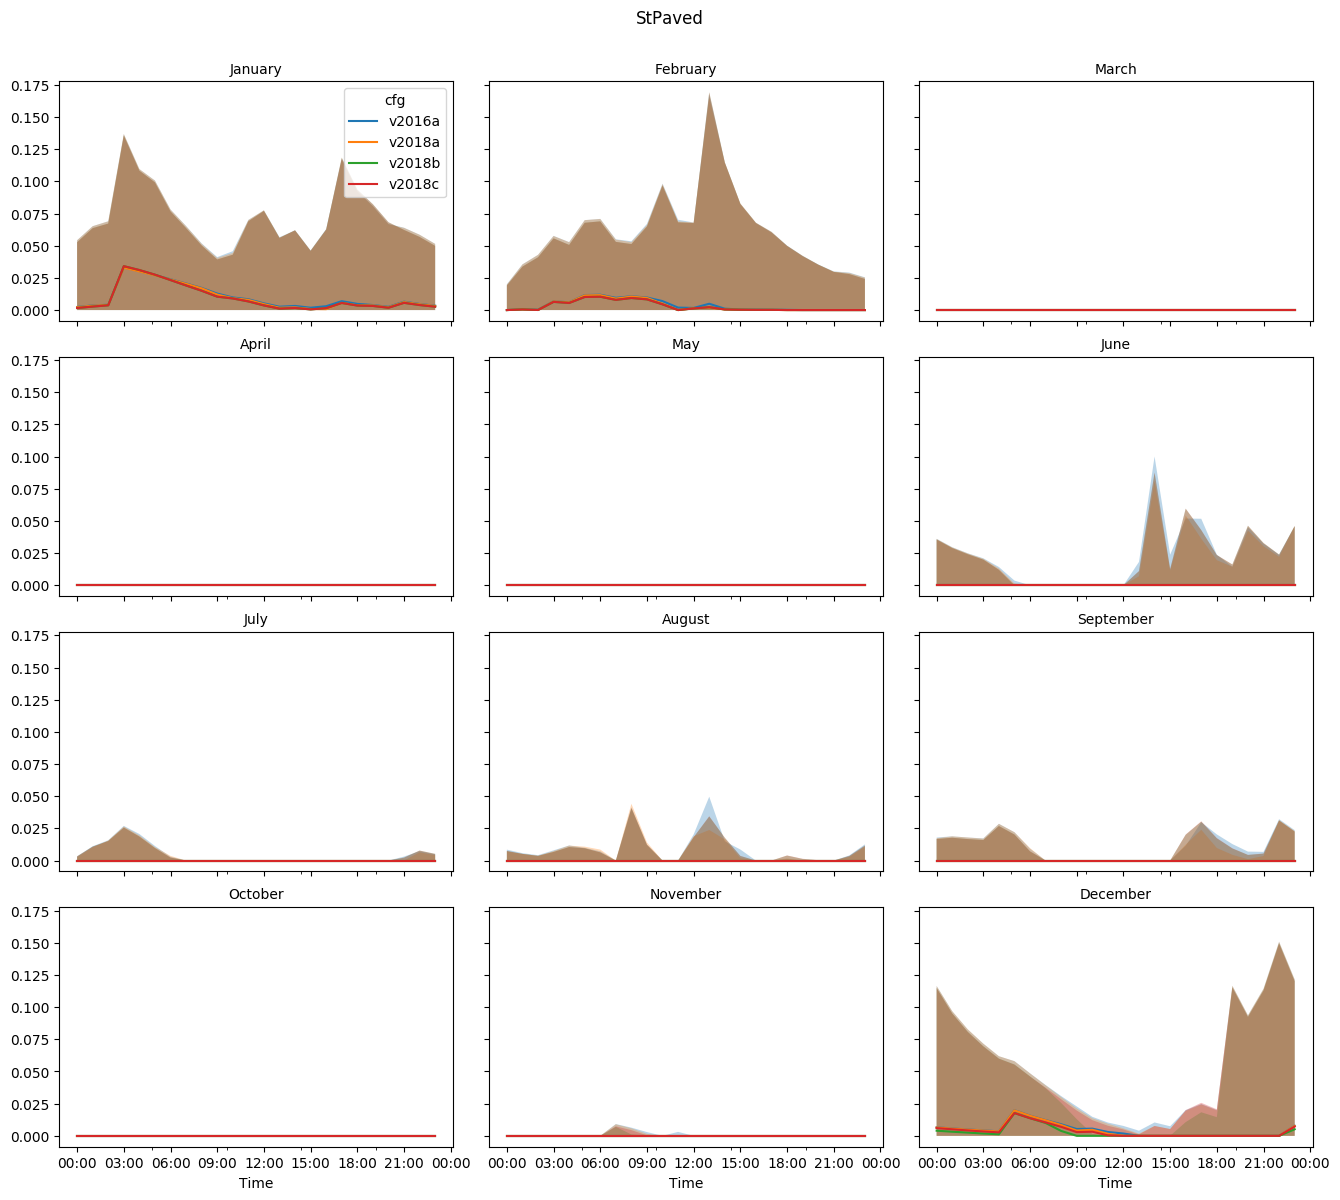 StPaved
January
February
March
0.175
0.150
0.125
0.100
0.075
0.050
0.025
0.000
cfg
v2016a
v2018a
v2018b
v2018c
April
May
June
0.175
0.150
0.125
0.100
0.075
0.050
0.025
0.000
July
August
September
0.175
0.150
0.125
0.100
0.075
0.050
0.025
0.000
October
November
December
0.175
0.150
0.125
0.100
0.075
0.050
0.025
0.000
00:00 03:00 06:00 09:00 12:00 15:00 18:00 21:00 00:00
00:00 03:00 06:00 09:00 12:00 15:00 18:00 21:00 00:00
00:00 03:00 06:00 09:00 12:00 15:00 18:00 21:00 00:00
Time
Time
Time